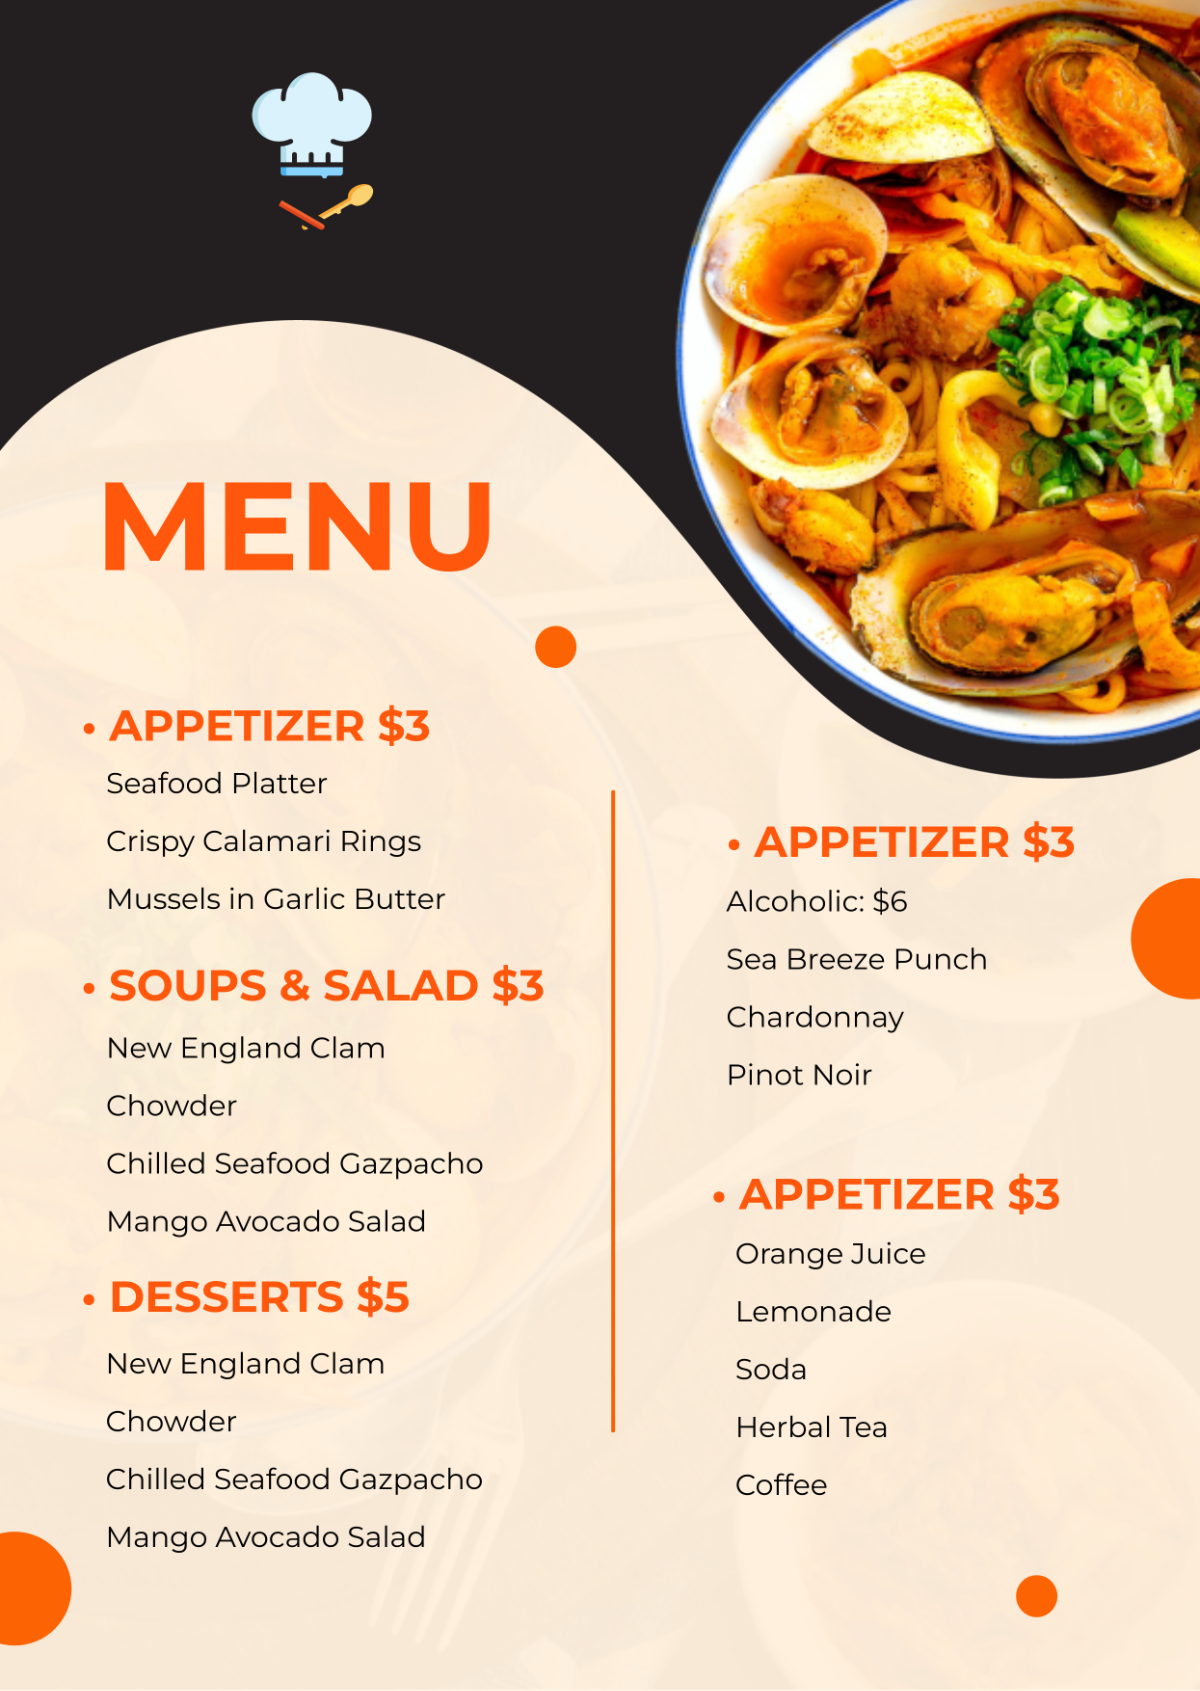 MENU
• APPETIZER $3
Seafood Platter
Crispy Calamari Rings
Mussels in Garlic Butter
• SOUPS & SALAD $3
New England Clam
Chowder
Chilled Seafood Gazpacho
Mango Avocado Salad
• DESSERTS $5
New England Clam
Chowder
Chilled Seafood Gazpacho
Mango Avocado Salad
• APPETIZER $3
Alcoholic: $6
Sea Breeze Punch
Chardonnay
Pinot Noir
• APPETIZER $3
Orange Juice
Lemonade
Soda
Herbal Tea
Coffee